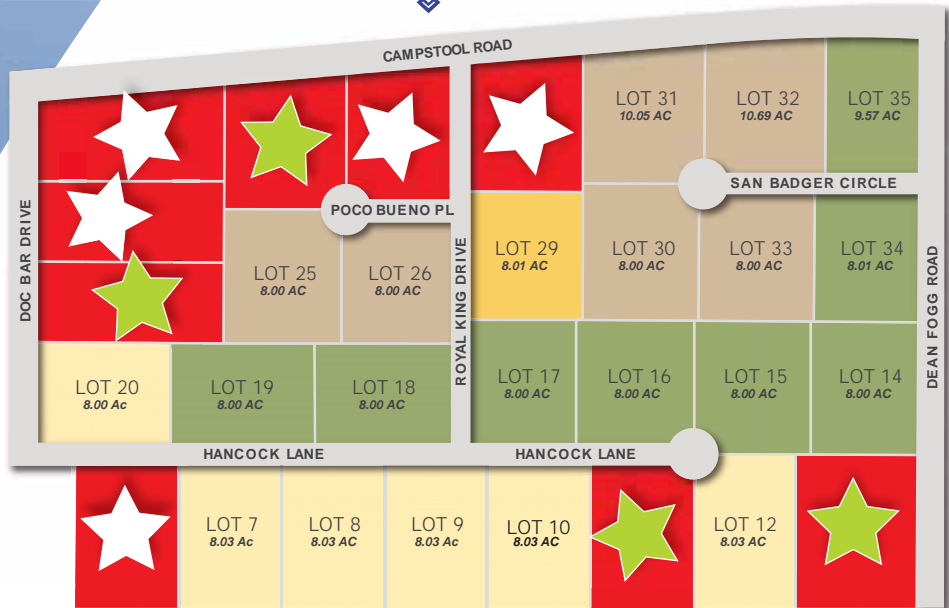 CAMPSTOOL ROAD
LOT 31
10.05 AC
LOT 32
10.69 AC
LOT 35
9.57 AC
SAN BADGER CIRCLE
POCO BUENO PL
DOC BAR DRIVE
ROYAL KING DRIVE
DEAN FOGG ROAD
LOT 25
8.00 AC
LOT 26
8.00 AC
LOT 29
8.01 AC
LOT 30
8.00 AC
LOT 33
8.00 AC
LOT 34
8.01 AC
LOT 20
8.00 Ac
LOT 19
8.00 AC
LOT 18
8.00 AC
LOT 17
8.00 AC
LOT 16
8.00 AC
LOT 15
8.00 AC
LOT 14
8.00 AC
HANCOCK LANE
HANCOCK LANE
LOT 7
8.03 Ac
LOT 8
8.03 AC
LOT 9
8.03 Ac
LOT 10
8.03 AC
LOT 12
8.03 AC